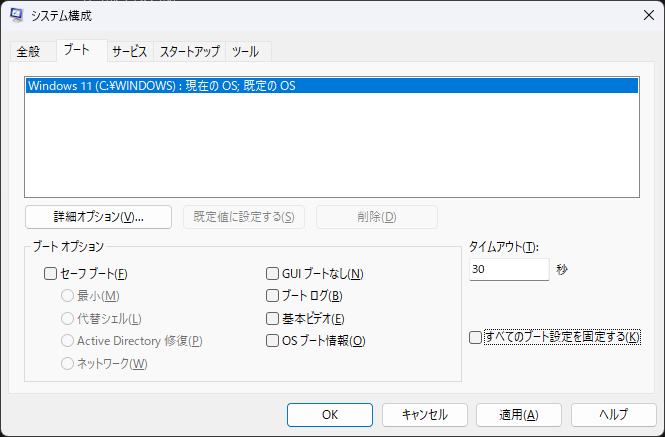 システム構成
全般 ブート サービス スタートアップ ツール
Windows 11 (C:¥WINDOWS) : 現在の OS; 既定の OS
詳細オプション(V)... 既定値に設定する(S) 削除(D)
ブート オプション
タイムアウト(T):
セーフ ブート(F)
GUI ブートなし(N)
30 秒
最小(M)
ブート ログ(B)
代替シェル(L)
基本ビデオ(E)
Active Directory 修復(P)
OS ブート情報(O)
すべてのブート設定を固定する(K)
ネットワーク(W)
OK キャンセル 適用(A) ヘルプ